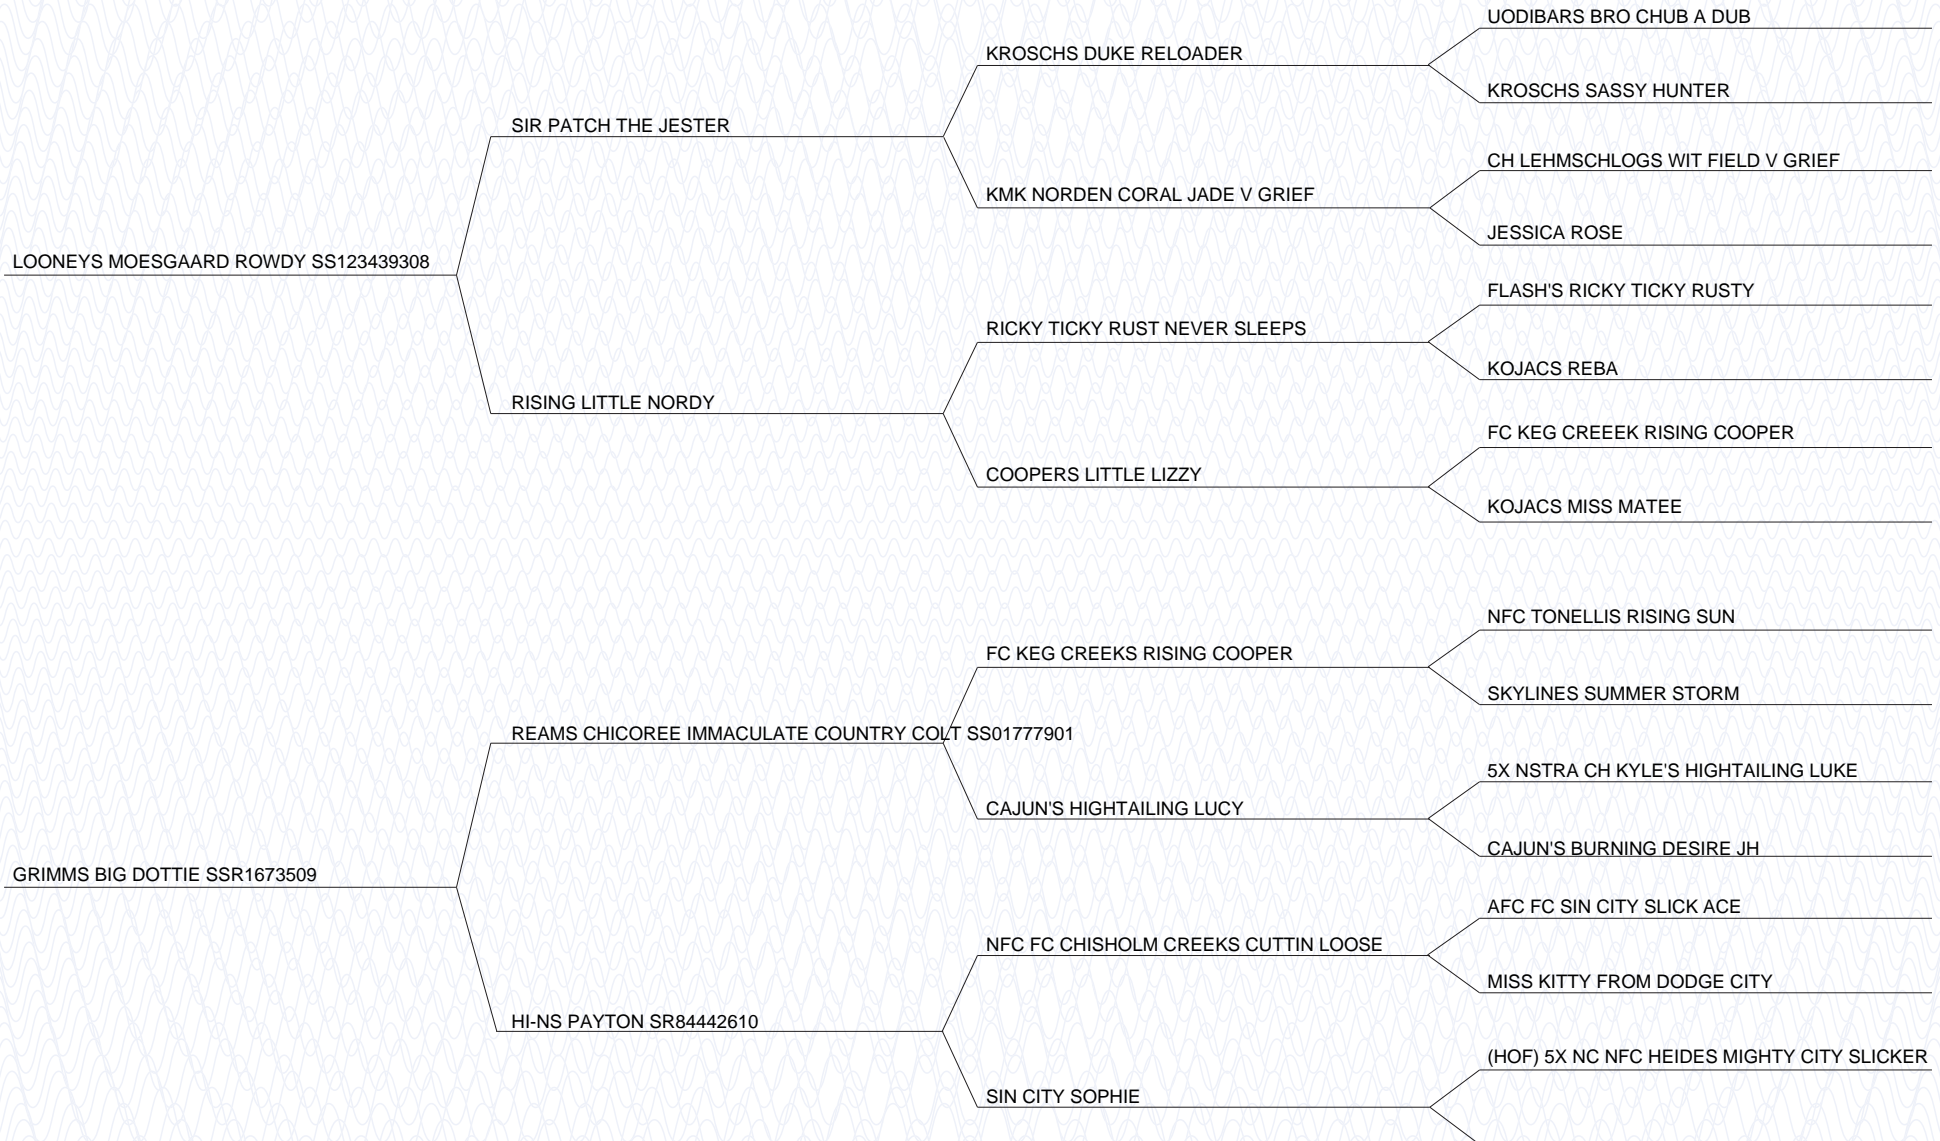 UODIBARS BRO CHUB A DUB
KROSCHS DUKE RELOADER
KROSCHS SASSY HUNTER
SIR PATCH THE JESTER
CH LEHMSCHLOGS WIT FIELD V GRIEF
KMK NORDEN CORAL JADE V GRIEF
JESSICA ROSE
LOONEYS MOESGAARD ROWDY SS123439308
FLASH'S RICKY TICKY RUSTY
RICKY TICKY RUST NEVER SLEEPS
KOJACS REBA
RISING LITTLE NORDY
FC KEG CREEEK RISING COOPER
COOPERS LITTLE LIZZY
KOJACS MISS MATEE
NFC TONELLIS RISING SUN
FC KEG CREEKS RISING COOPER
SKYLINES SUMMER STORM
REAMS CHICOREE IMMACULATE COUNTRY COLT SS01777901
5X NSTRA CH KYLE'S HIGHTAILING LUKE
CAJUN'S HIGHTAILING LUCY
CAJUN'S BURNING DESIRE JH
GRIMMS BIG DOTTIE SSR1673509
AFC FC SIN CITY SLICK ACE
NFC FC CHISHOLM CREEKS CUTTIN LOOSE
MISS KITTY FROM DODGE CITY
HI-NS PAYTON SR84442610
(HOF) 5X NC NFC HEIDES MIGHTY CITY SLICKER
SIN CITY SOPHIE